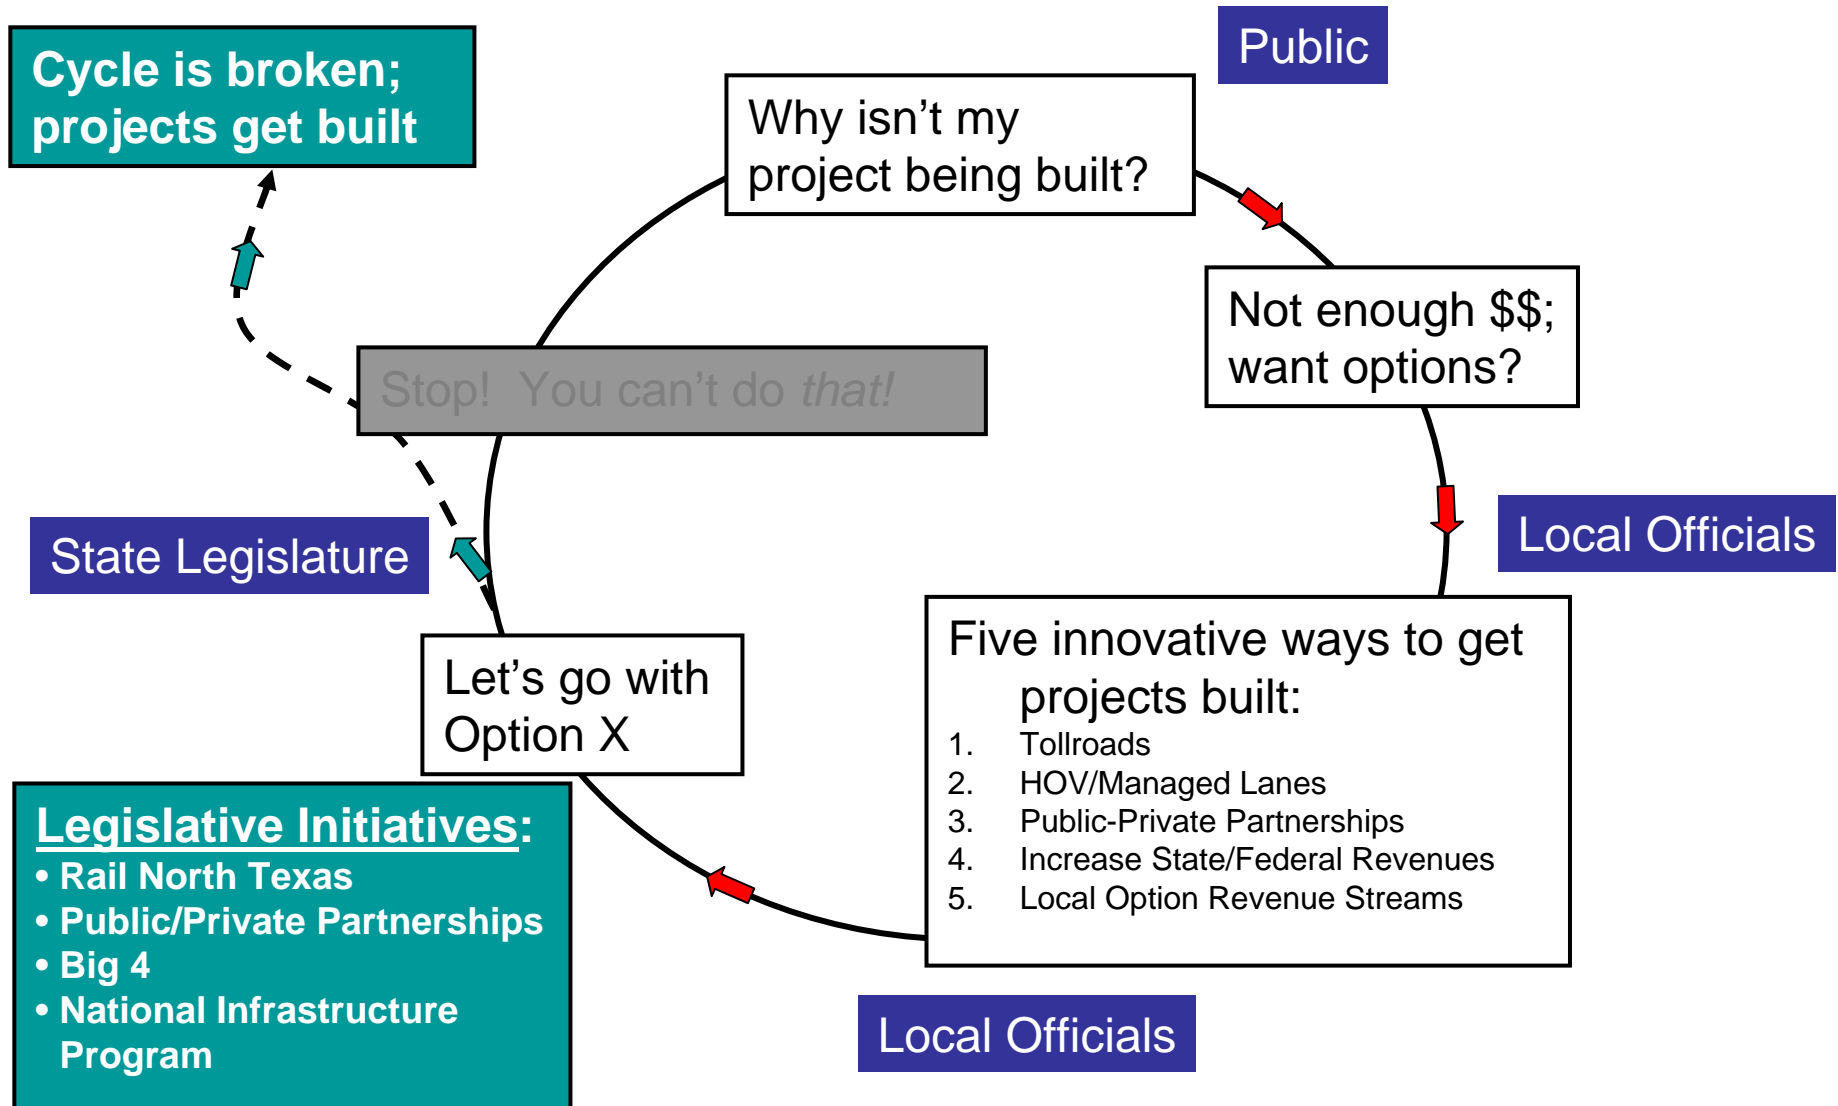 Public
Cycle is broken;
projects get built
Why isn’t my
project being built?
Not enough $$;
want options?
Stop!  You can’t do that!
Local Officials
State Legislature
Five innovative ways to get
projects built:
1. Tollroads
2. HOV/Managed Lanes
3. Public-Private Partnerships
4. Increase State/Federal Revenues
5. Local Option Revenue Streams
Let’s go with
Option X
Legislative Initiatives:
• Rail North Texas
• Public/Private Partnerships
• Big 4
• National Infrastructure
Program
Local Officials